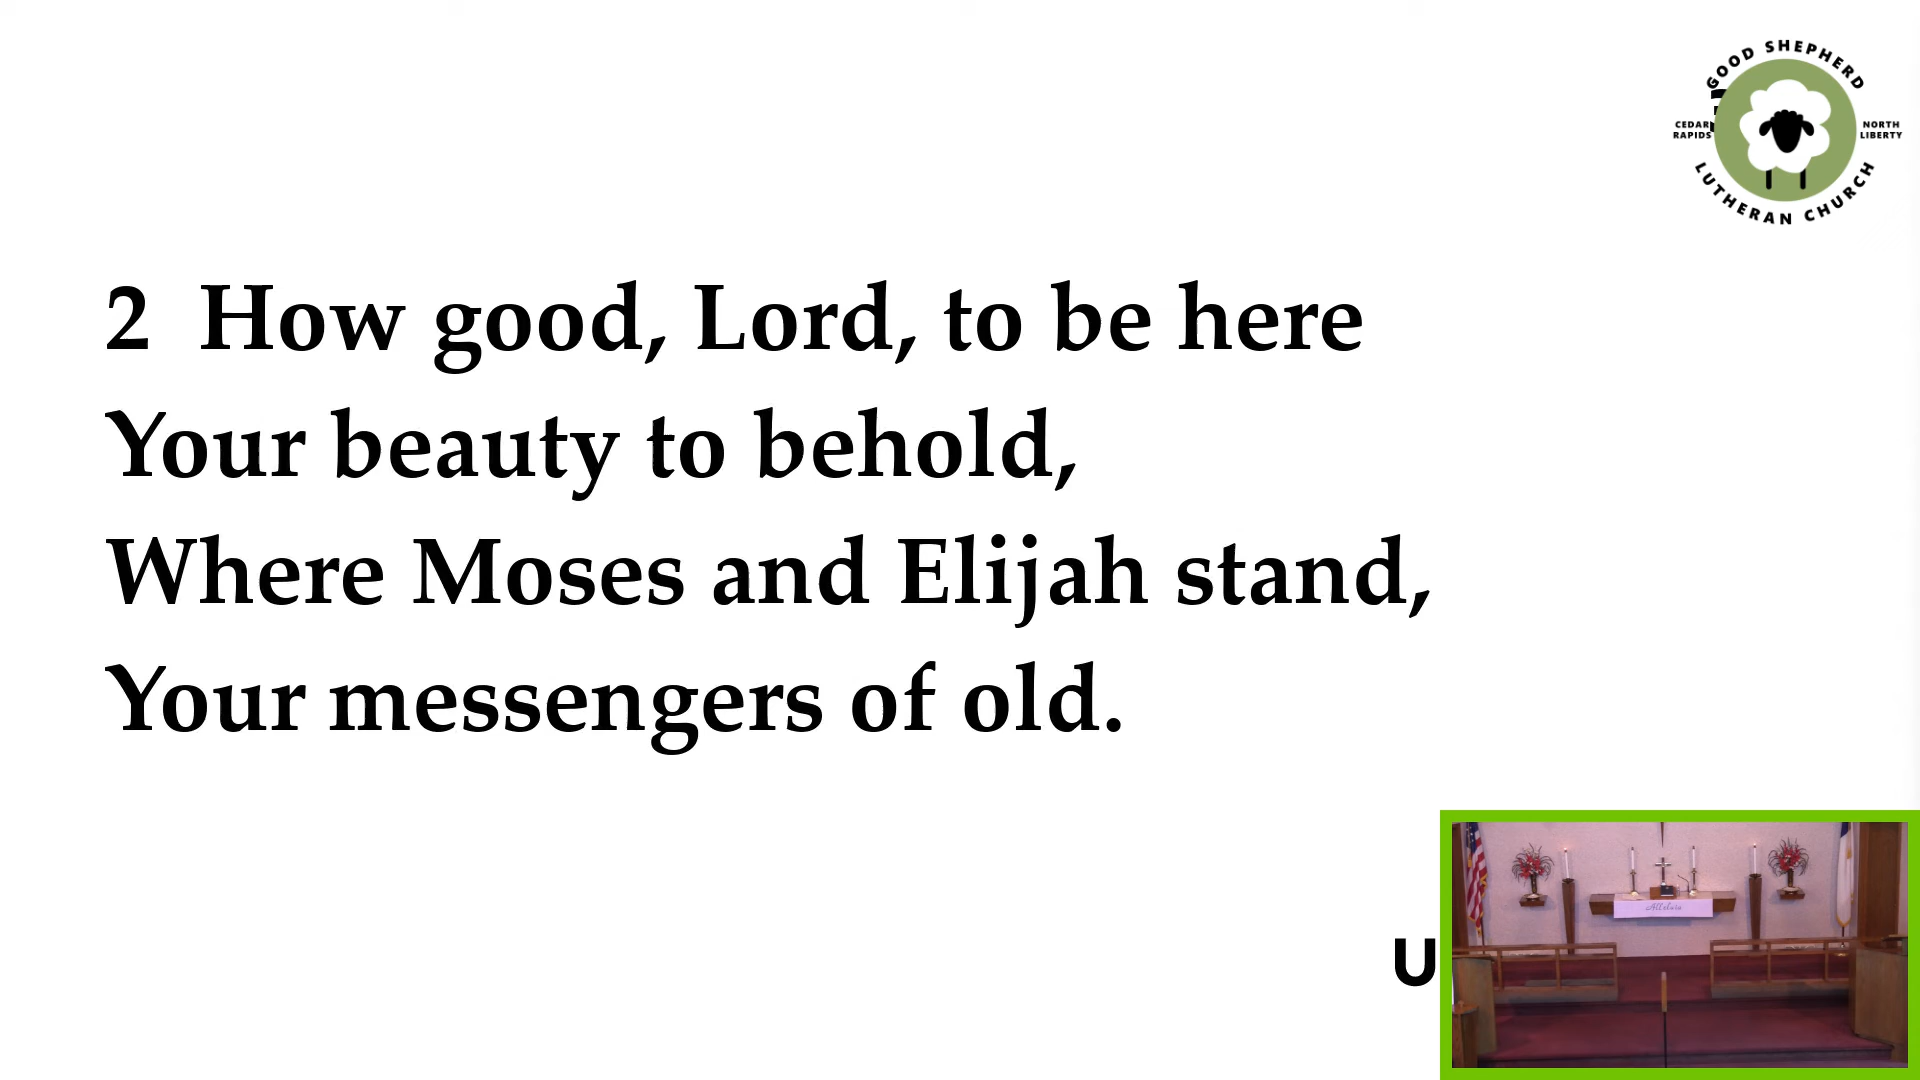 GOOD SHEPHERD
CEDAR RAPIDS
NORTH LIBERTY
LUTHERAN CHURCH
2 How good, Lord, to be here
Your beauty to behold,
Where Moses and Elijah stand,
Your messengers of old.
Alleluia
U